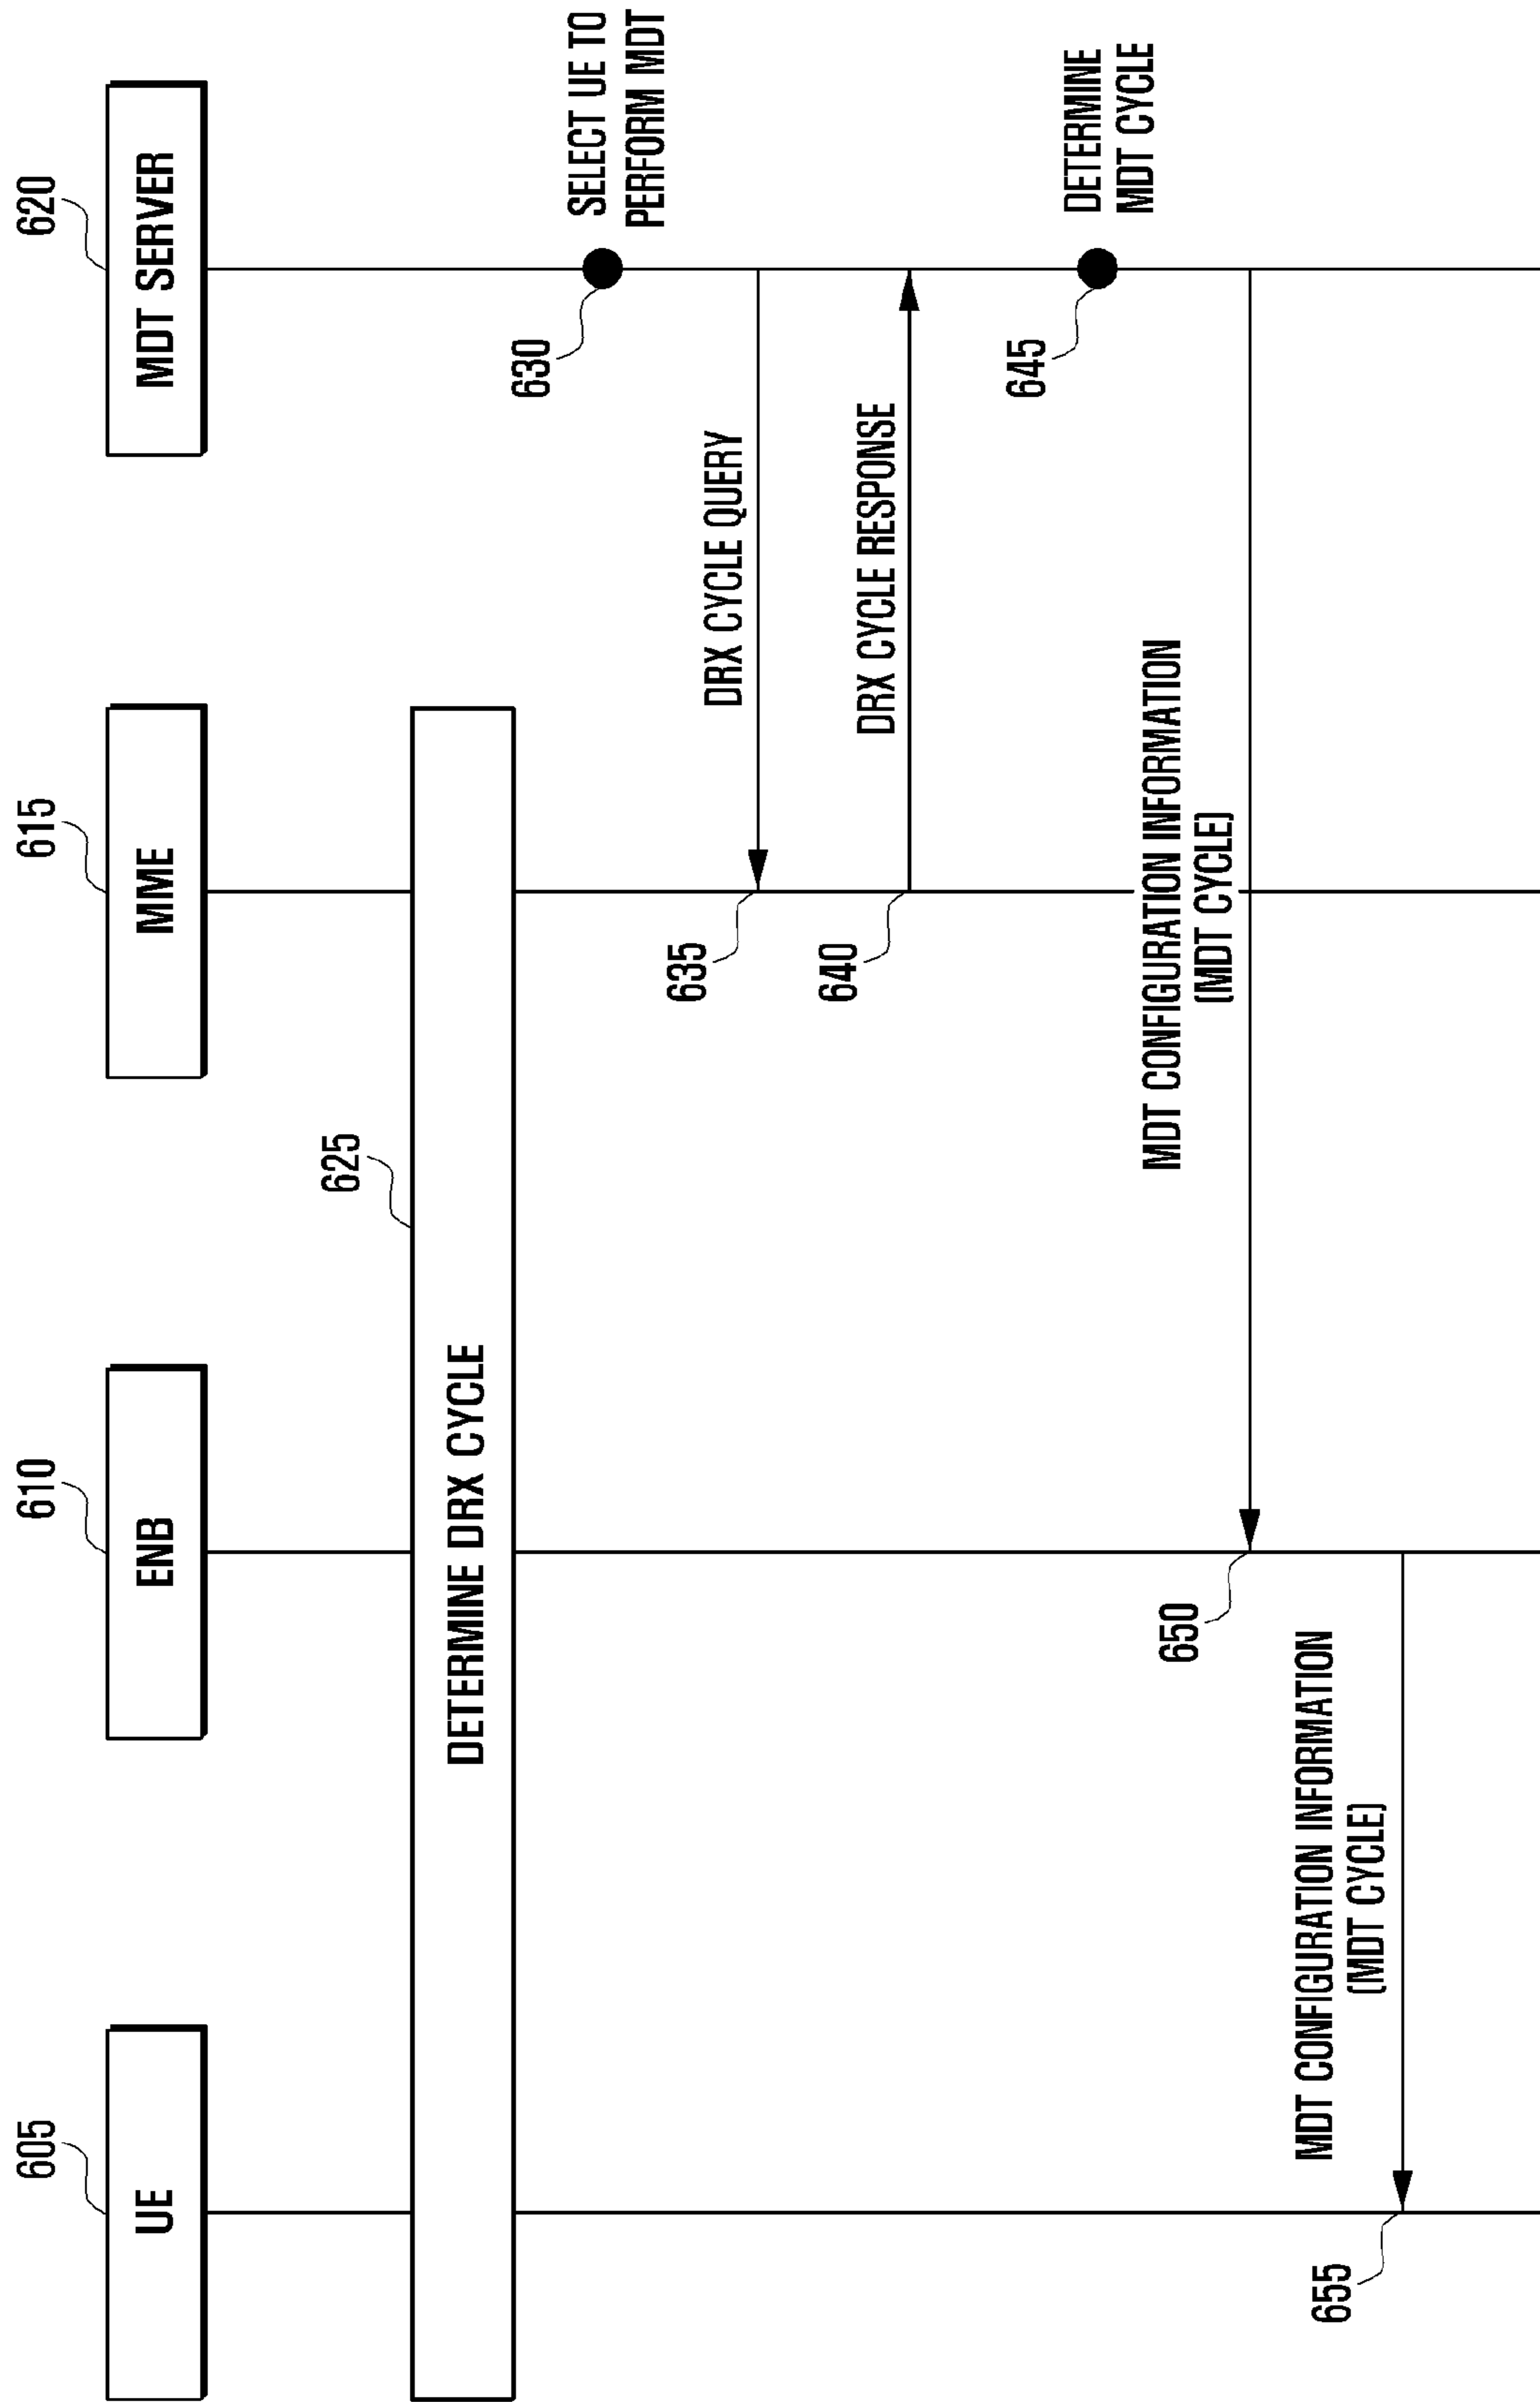 605
610
615
620
UE
ENB
MME
MDT SERVER
625
DETERMINE DRX CYCLE
630
SELECT UE TO
PERFORM MDT
DRX CYCLE QUERY
635
DRX CYCLE RESPONSE
640
645
DETERMINE
MDT CYCLE
MDT CONFIGURATION INFORMATION
(MDT CYCLE)
650
MDT CONFIGURATION INFORMATION
(MDT CYCLE)
655